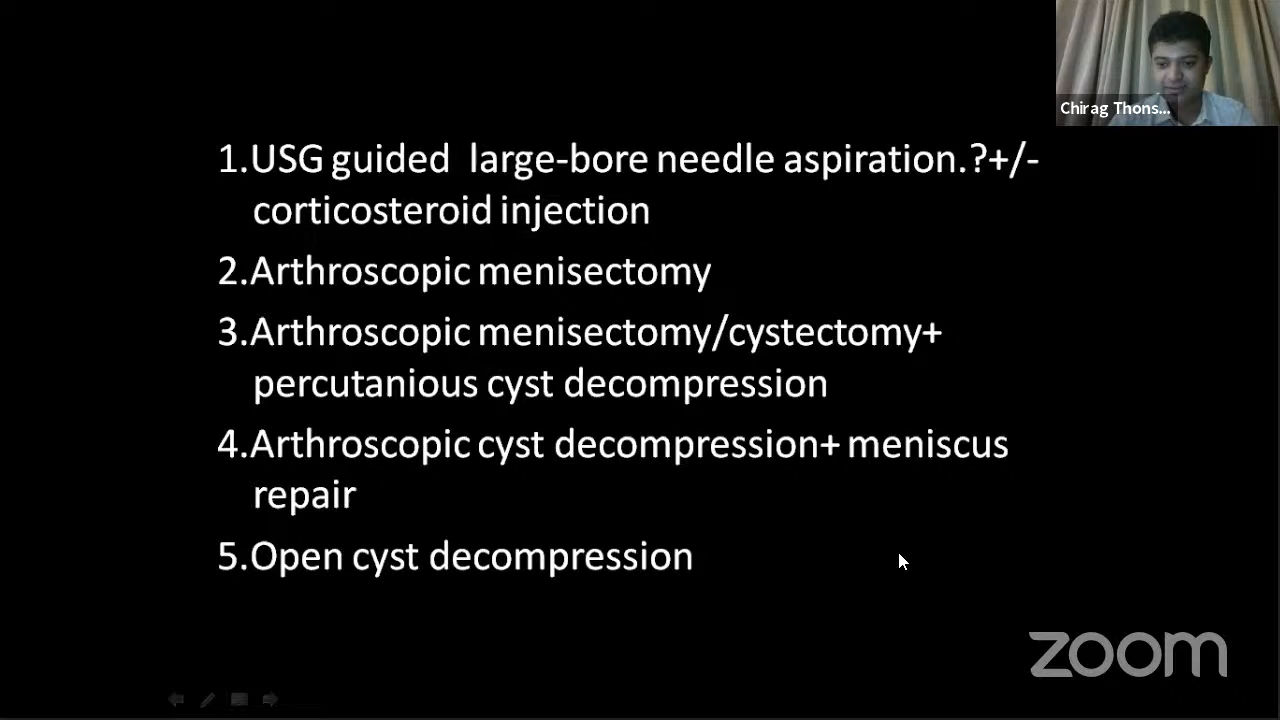 Chirag Thons...
1.USG guided large-bore needle aspiration.?+/-
corticosteroid injection
2.Arthroscopic menisectomy
3.Arthroscopic menisectomy/cystectomy+
percutanious cyst decompression
4.Arthroscopic cyst decompression+ meniscus
repair
5.Open cyst decompression
zoom